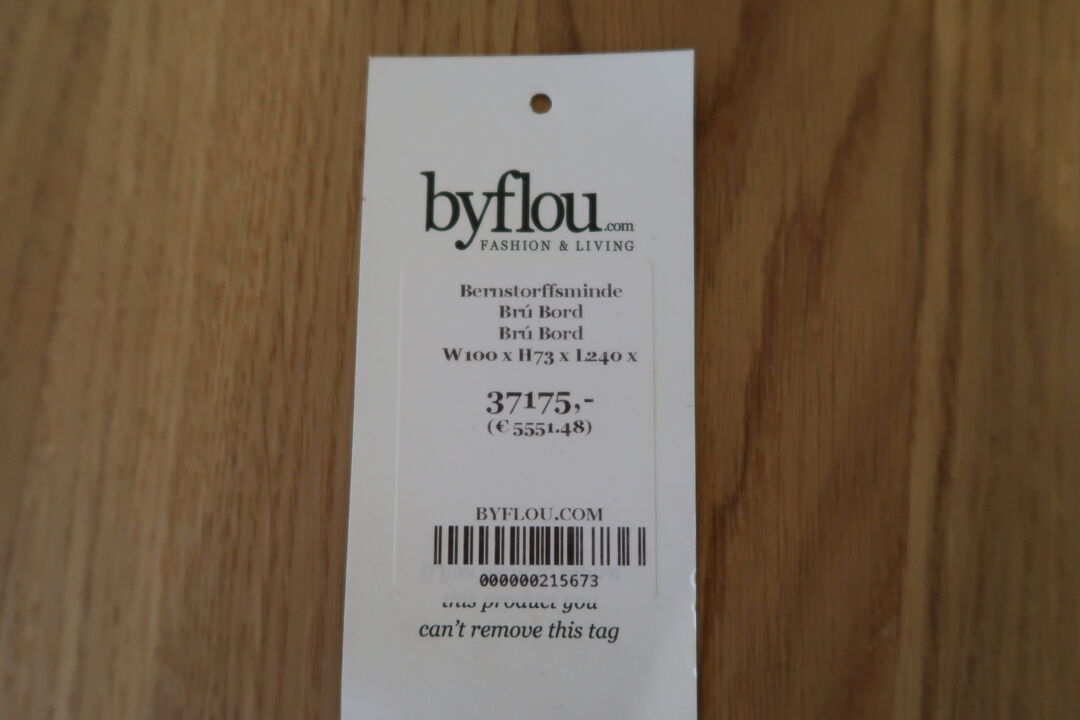 byflou.com
FASHION & LIVING
Bernstorffsminde
Brú Bord
Brú Bord
W100 x H73 x L240 x
37175,-
(€5551.48)
BYFLOU.COM
000000215673
this product you
can't remove this tag